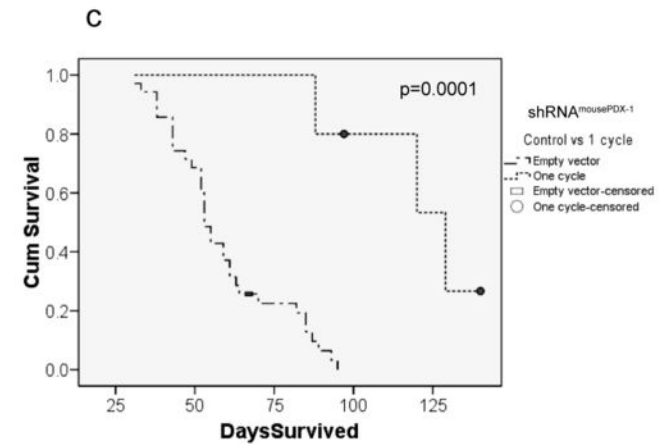 C
p=0.0001
shRNAmousePDX-1
Control vs 1 cycle
Empty vector
One cycle
Empty vector-censored
One cycle-censored
Cum Survival
1.0
0.8
0.6
0.4
0.2
0.0
25 50 75 100 125
DaysSurvived